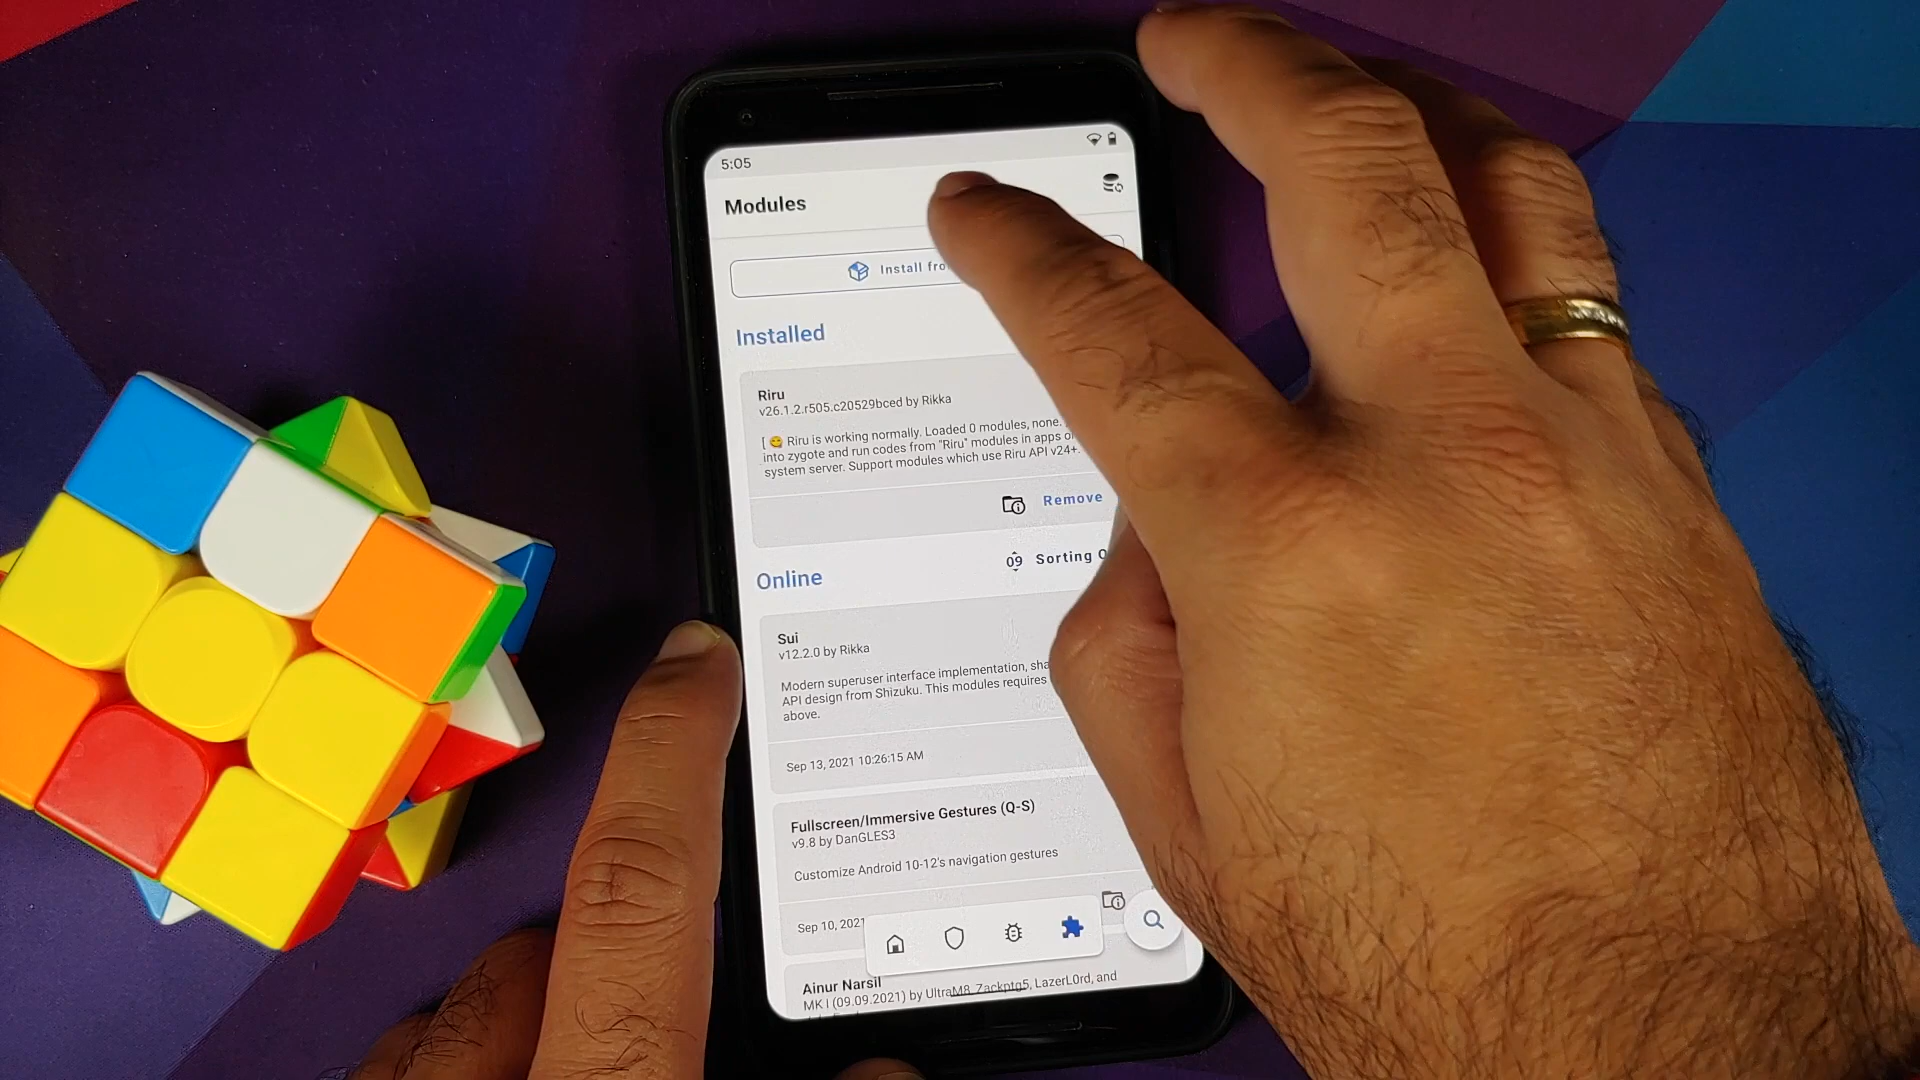 5:05
Modules
Install
Installed
Riru
v26.1.2.r505.c20529bced by Rikka
[ 😋 Riru is working normally. Loaded 0 modules, none.
into zygote and run codes from "Riru" modules in apps
system server. Support modules which use Riru API v24+.
Remove
Online
09 Sorting
Sui
v12.2.0 by Rikka
Modern superuser interface implementation,
API design from Shizuku. This modules requires
above.
Sep 13, 2021 10:26:15 AM
Fullscreen/Immersive Gestures (Q-S)
v9.8 by DanGLES3
Customize Android 10-12's navigation gestures
Sep 10, 2021
Ainur Narsil
MK I (09.09.2021) by UltraM8, Zackptg5, LazerL0rd, and